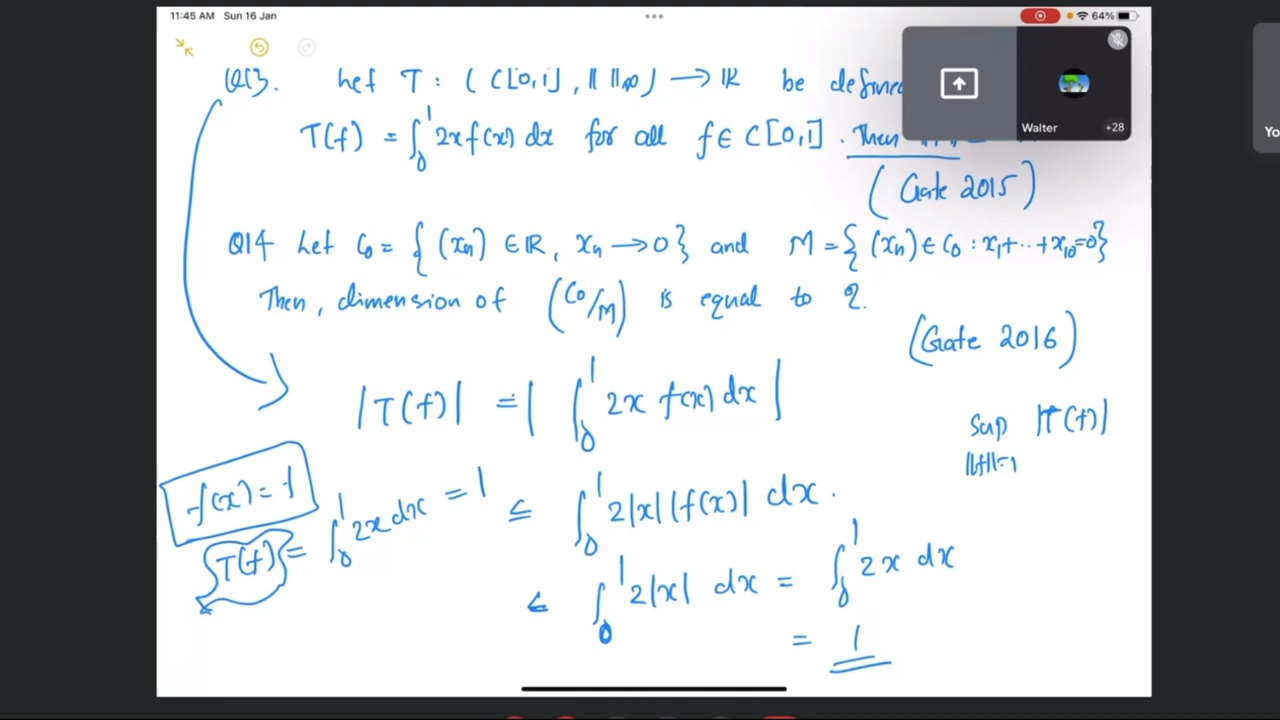 11:45 AM Sun 16 Jan
64%
Q13. Let T : (C[0,1], || ||∞) → ℝ be defined
T(f) = ∫₀¹ 2x f(x) dx for all f ∈ C[0,1]. Then
(Gate 2015)
Walter
+28
Yo
Q14 Let C₀ = { (xₙ) ∈ ℝ, xₙ → 0 } and M = { (xₙ) ∈ C₀ : x₁ + ·· + x₁₀ = 0 }
Then, dimension of (C₀/M) is equal to ?
(Gate 2016)
|T(f)| = | ∫₀¹ 2x f(x) dx |
Sup |T(f)|
||f||=1
f(x) = 1
T(f) = ∫₀¹ 2x dx = 1
≤ ∫₀¹ 2|x| |f(x)| dx.
≤ ∫₀¹ 2|x| dx = ∫₀¹ 2x dx
= 1